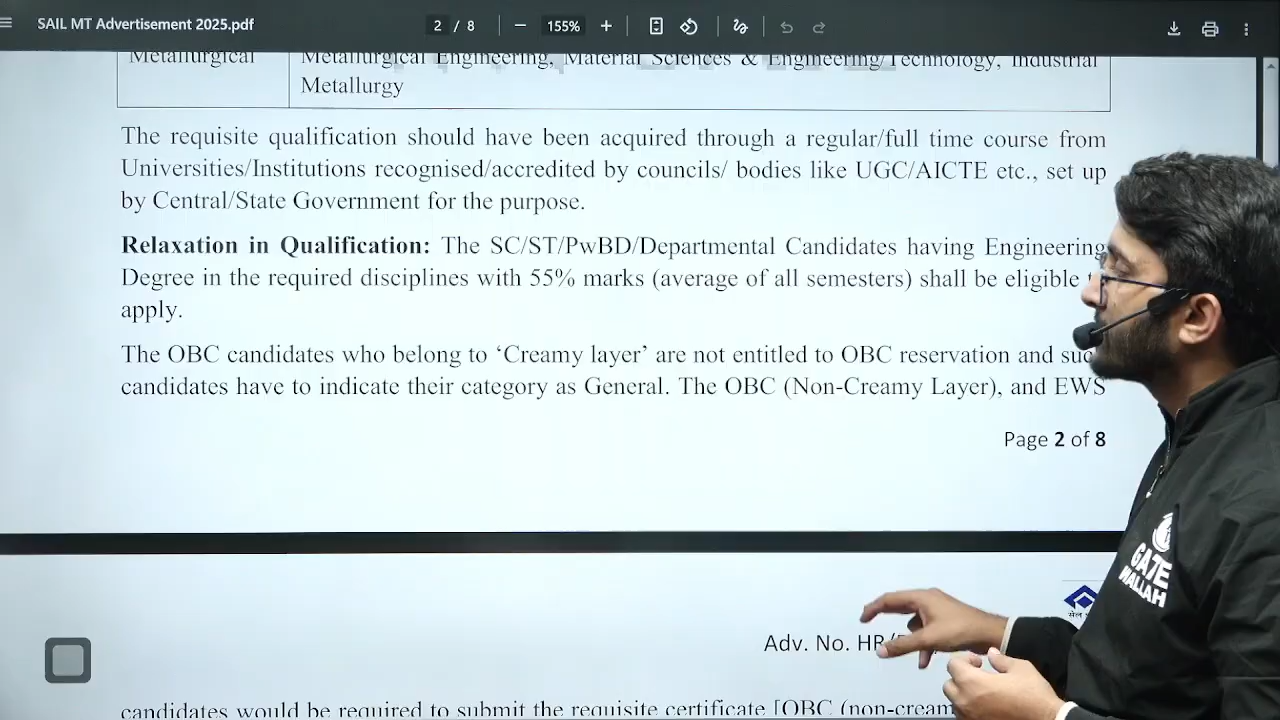 SAIL MT Advertisement 2025.pdf
2 / 8
155%
Metallurgical
Metallurgical Engineering, Material Sciences & Engineering/Technology, Industrial
Metallurgy
The requisite qualification should have been acquired through a regular/full time course from
Universities/Institutions recognised/accredited by councils/ bodies like UGC/AICTE etc., set up
by Central/State Government for the purpose.
Relaxation in Qualification: The SC/ST/PwBD/Departmental Candidates having Engineering
Degree in the required disciplines with 55% marks (average of all semesters) shall be eligible
apply.
The OBC candidates who belong to ‘Creamy layer’ are not entitled to OBC reservation and
candidates have to indicate their category as General. The OBC (Non-Creamy Layer), and EWS
Page 2 of 8
GATE
WALLAH
सेल
Adv. No. HR/
candidates would be required to submit the requisite certificate [OBC (non-cream